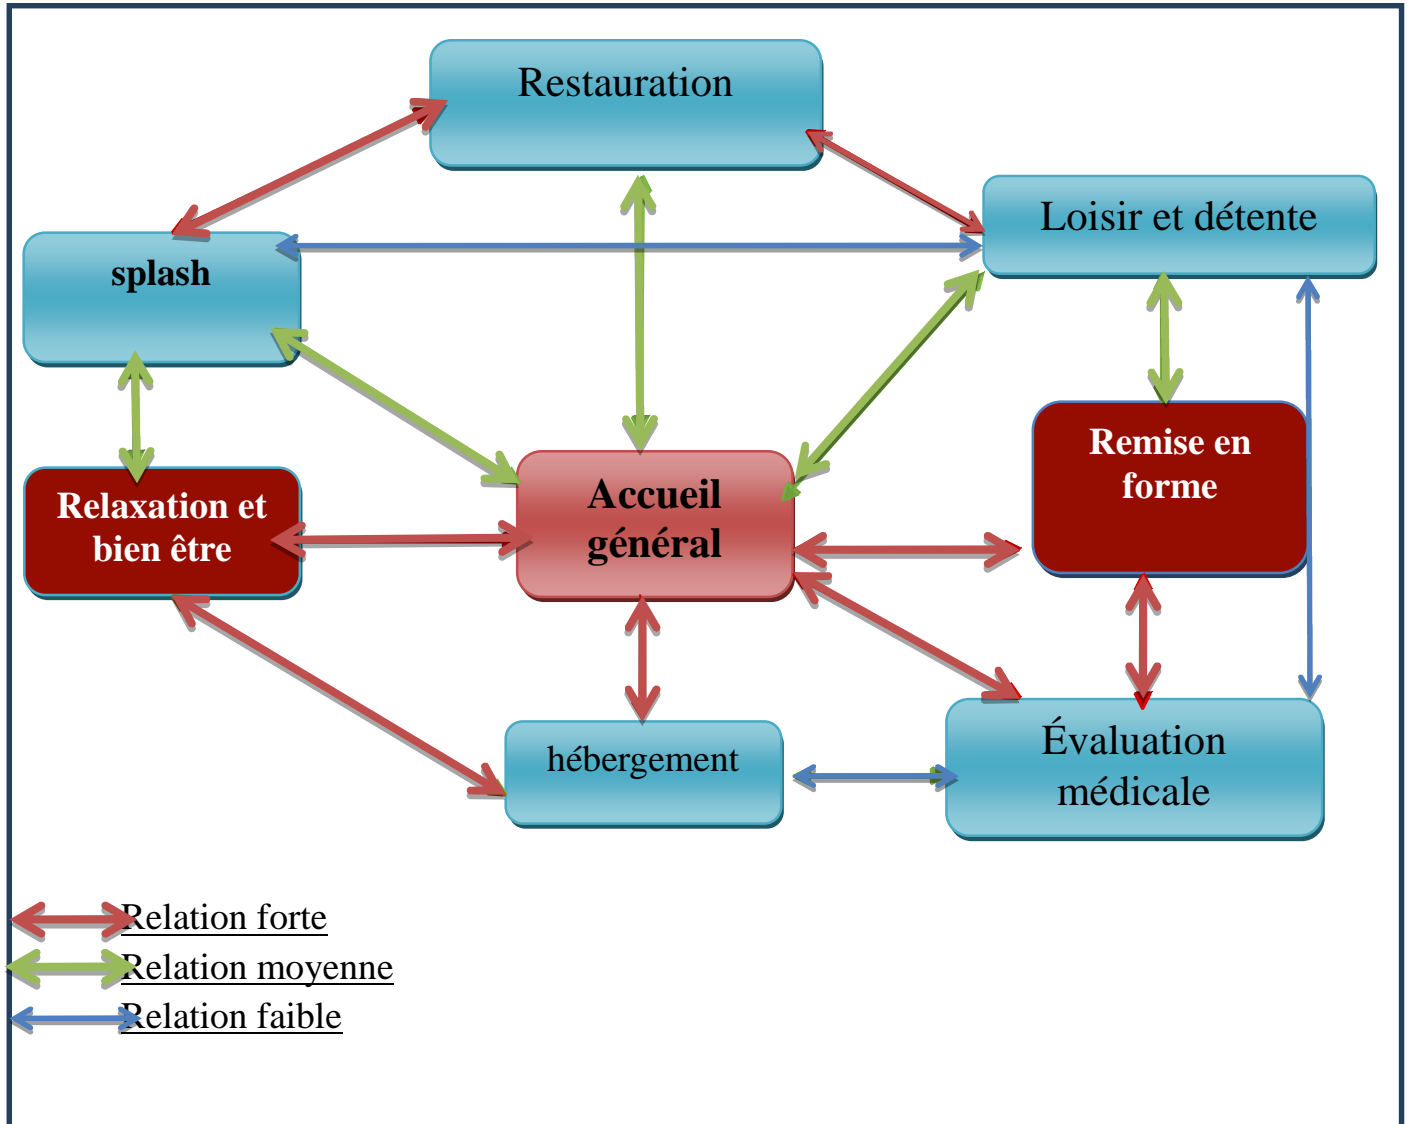 Restauration
Loisir et détente
splash
Remise en
forme
Accueil
général
Relaxation et
bien être
hébergement
Évaluation
médicale
Relation forte
Relation moyenne
Relation faible